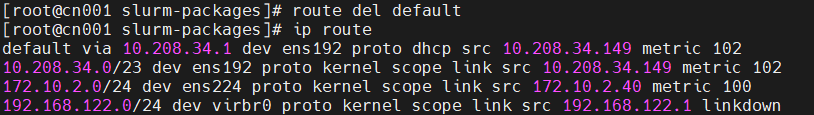 [root@cn001 slurm-packages]# route del default
[root@cn001 slurm-packages]# ip route
default via 10.208.34.1 dev ens192 proto dhcp src 10.208.34.149 metric 102
10.208.34.0/23 dev ens192 proto kernel scope link src 10.208.34.149 metric 102
172.10.2.0/24 dev ens224 proto kernel scope link src 172.10.2.40 metric 100
192.168.122.0/24 dev virbr0 proto kernel scope link src 192.168.122.1 linkdown